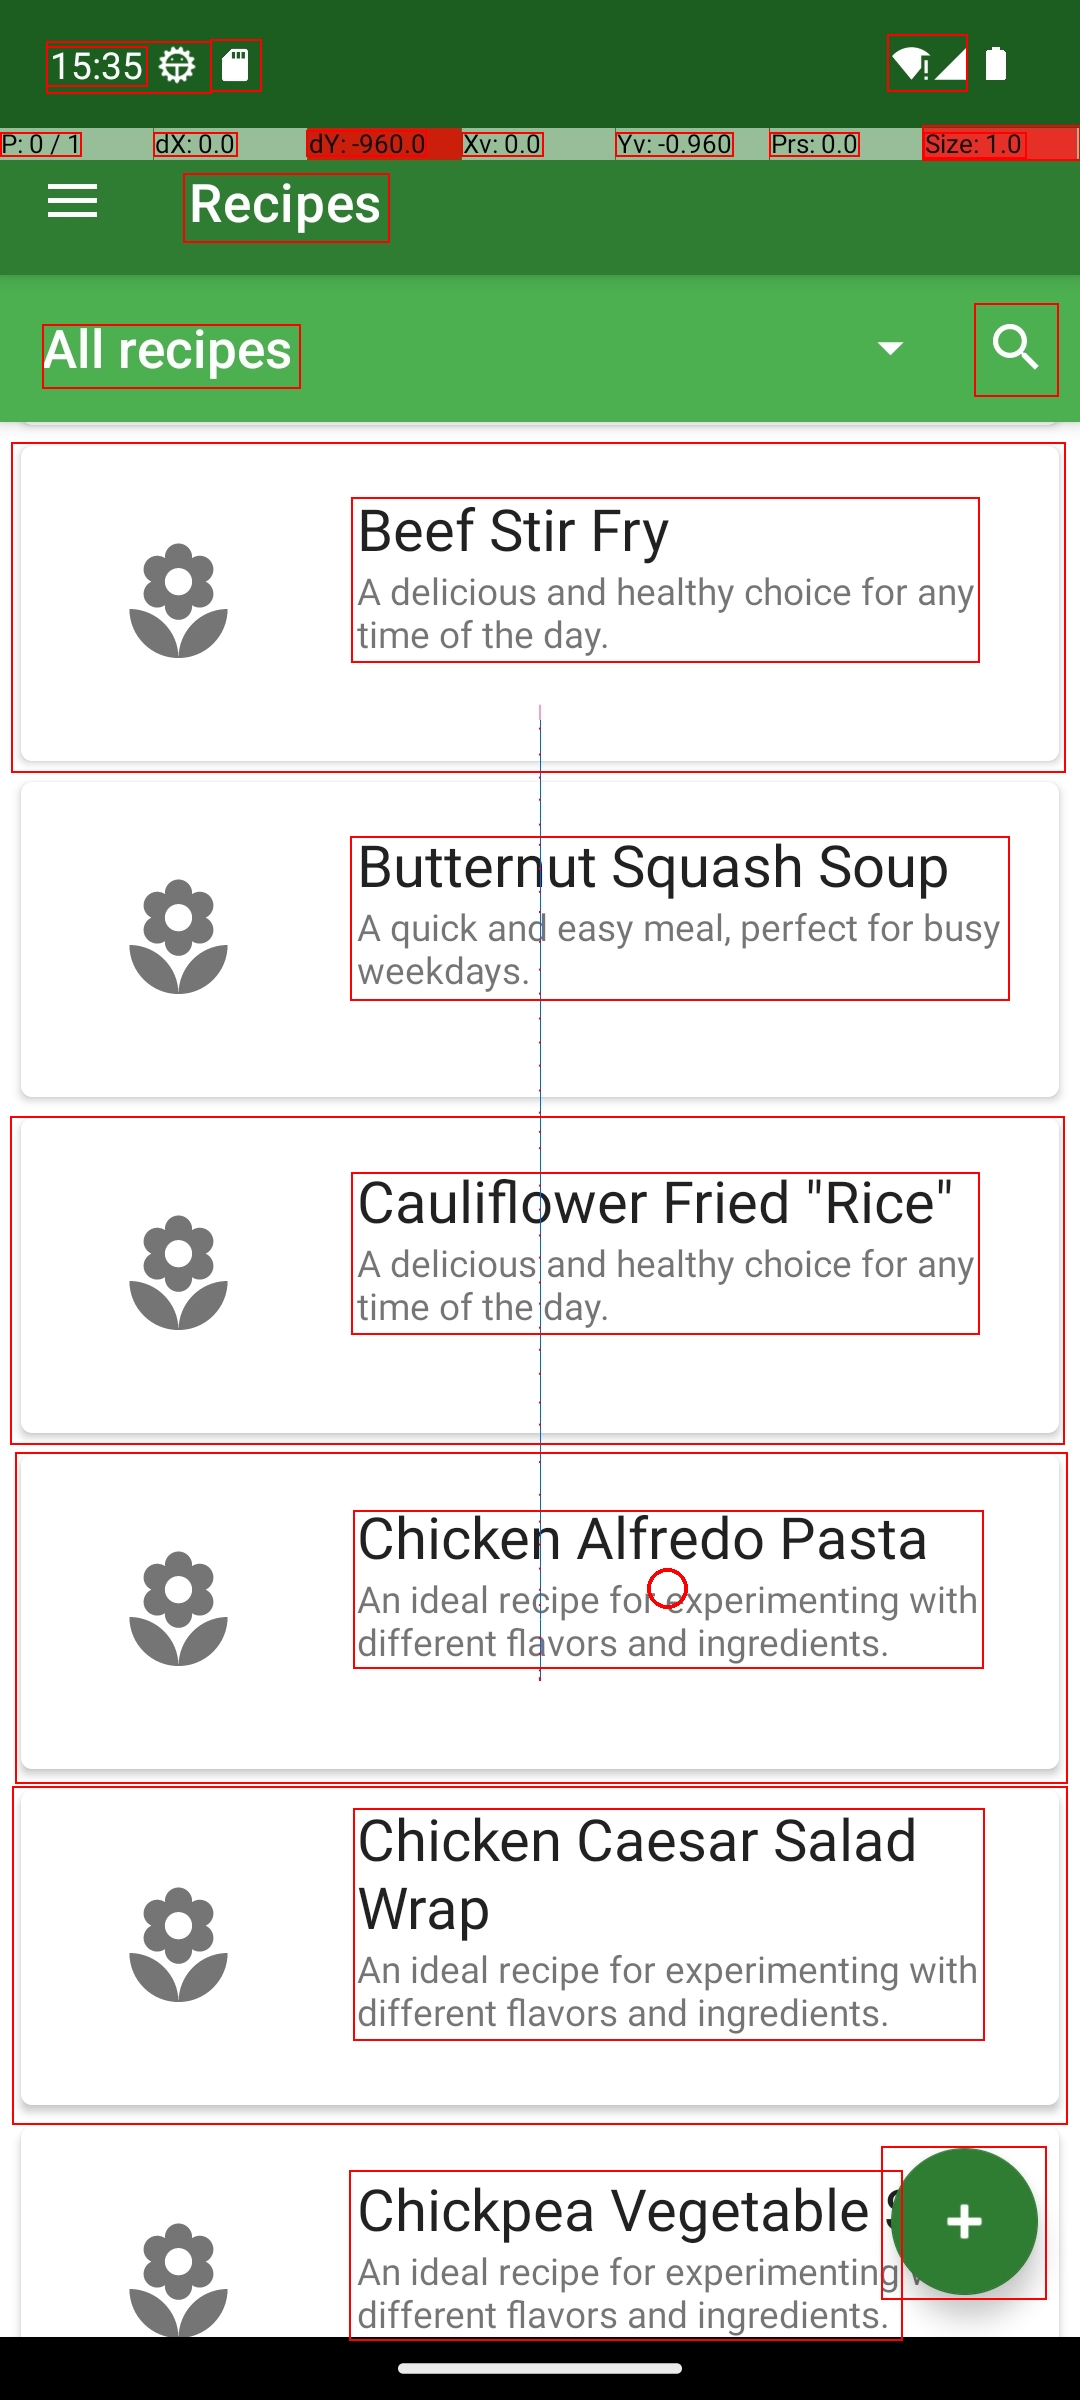 15:35
P: 0 / 1 dX: 0.0 dY: -960.0 Xv: 0.0 Yv: -0.960 Prs: 0.0 Size: 1.0
Recipes
All recipes
Beef Stir Fry
A delicious and healthy choice for any
time of the day.
Butternut Squash Soup
A quick and easy meal, perfect for busy
weekdays.
Cauliflower Fried "Rice"
A delicious and healthy choice for any
time of the day.
Chicken Alfredo Pasta
An ideal recipe for experimenting with
different flavors and ingredients.
Chicken Caesar Salad
Wrap
An ideal recipe for experimenting with
different flavors and ingredients.
Chickpea Vegetable
An ideal recipe for experimenting
different flavors and ingredients.